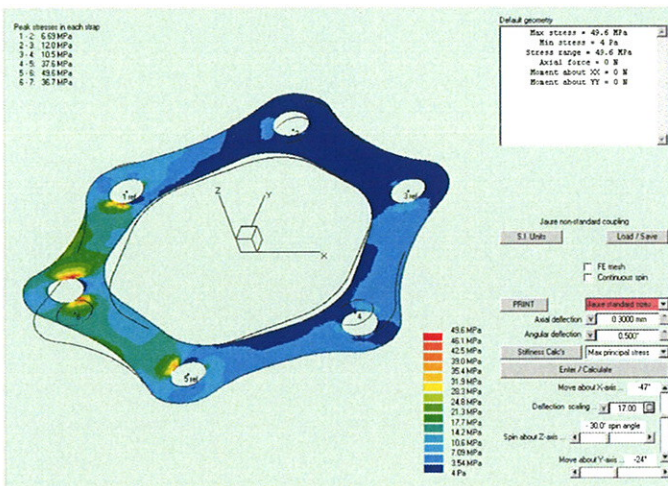 Peak stresses in each strap
1 - 2: 6.69 MPa
2 - 3: 12.0 MPa
3 - 4: 10.5 MPa
4 - 5: 37.6 MPa
5 - 6: 49.6 MPa
6 - 7: 36.7 MPa
Default geometry
Max stress = 49.6 MPa
Min stress = 4 Pa
Stress range = 49.6 MPa
Axial force = 0 N
Moment about XX = 0 N
Moment about YY = 0 N
Z
Y
X
4
Jaure non-standard coupling
S.I. Units
Load / Save
FE mesh
Continuous spin
PRINT
Jaure standard
Axial deflection
0.3000 mm
Angular deflection
0.500°
Stiffness Calc's
Max principal stress
Enter / Calculate
Move about X-axis ...
-47°
Deflection scaling ...
17.00
-30.0° spin angle
Spin about Z-axis ...
Move about Y-axis ...
-24°
49.6 MPa
46.1 MPa
42.5 MPa
39.0 MPa
35.4 MPa
31.9 MPa
28.3 MPa
24.8 MPa
21.3 MPa
17.7 MPa
14.2 MPa
10.6 MPa
7.09 MPa
3.54 MPa
4 Pa